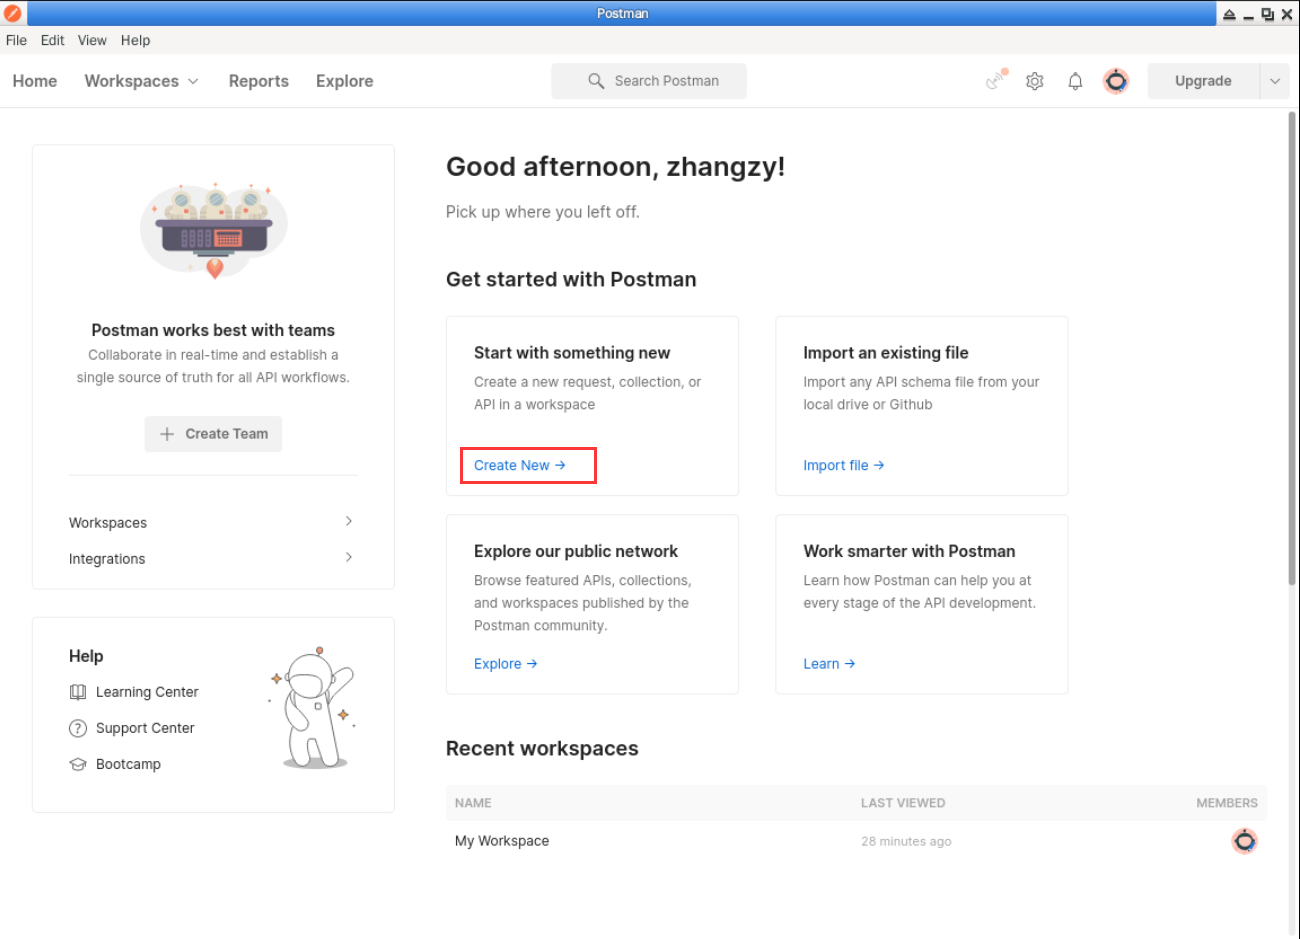 Postman
File Edit View Help
Home Workspaces Reports Explore Search Postman Upgrade
Postman works best with teams
Collaborate in real-time and establish a
single source of truth for all API workflows.
Create Team
Workspaces
Integrations
Help
Learning Center
Support Center
Bootcamp
Good afternoon, zhangzy!
Pick up where you left off.
Get started with Postman
Start with something new
Create a new request, collection, or
API in a workspace
Create New →
Import an existing file
Import any API schema file from your
local drive or Github
Import file →
Explore our public network
Browse featured APIs, collections,
and workspaces published by the
Postman community.
Explore →
Work smarter with Postman
Learn how Postman can help you at
every stage of the API development.
Learn →
Recent workspaces
NAME LAST VIEWED MEMBERS
My Workspace 28 minutes ago